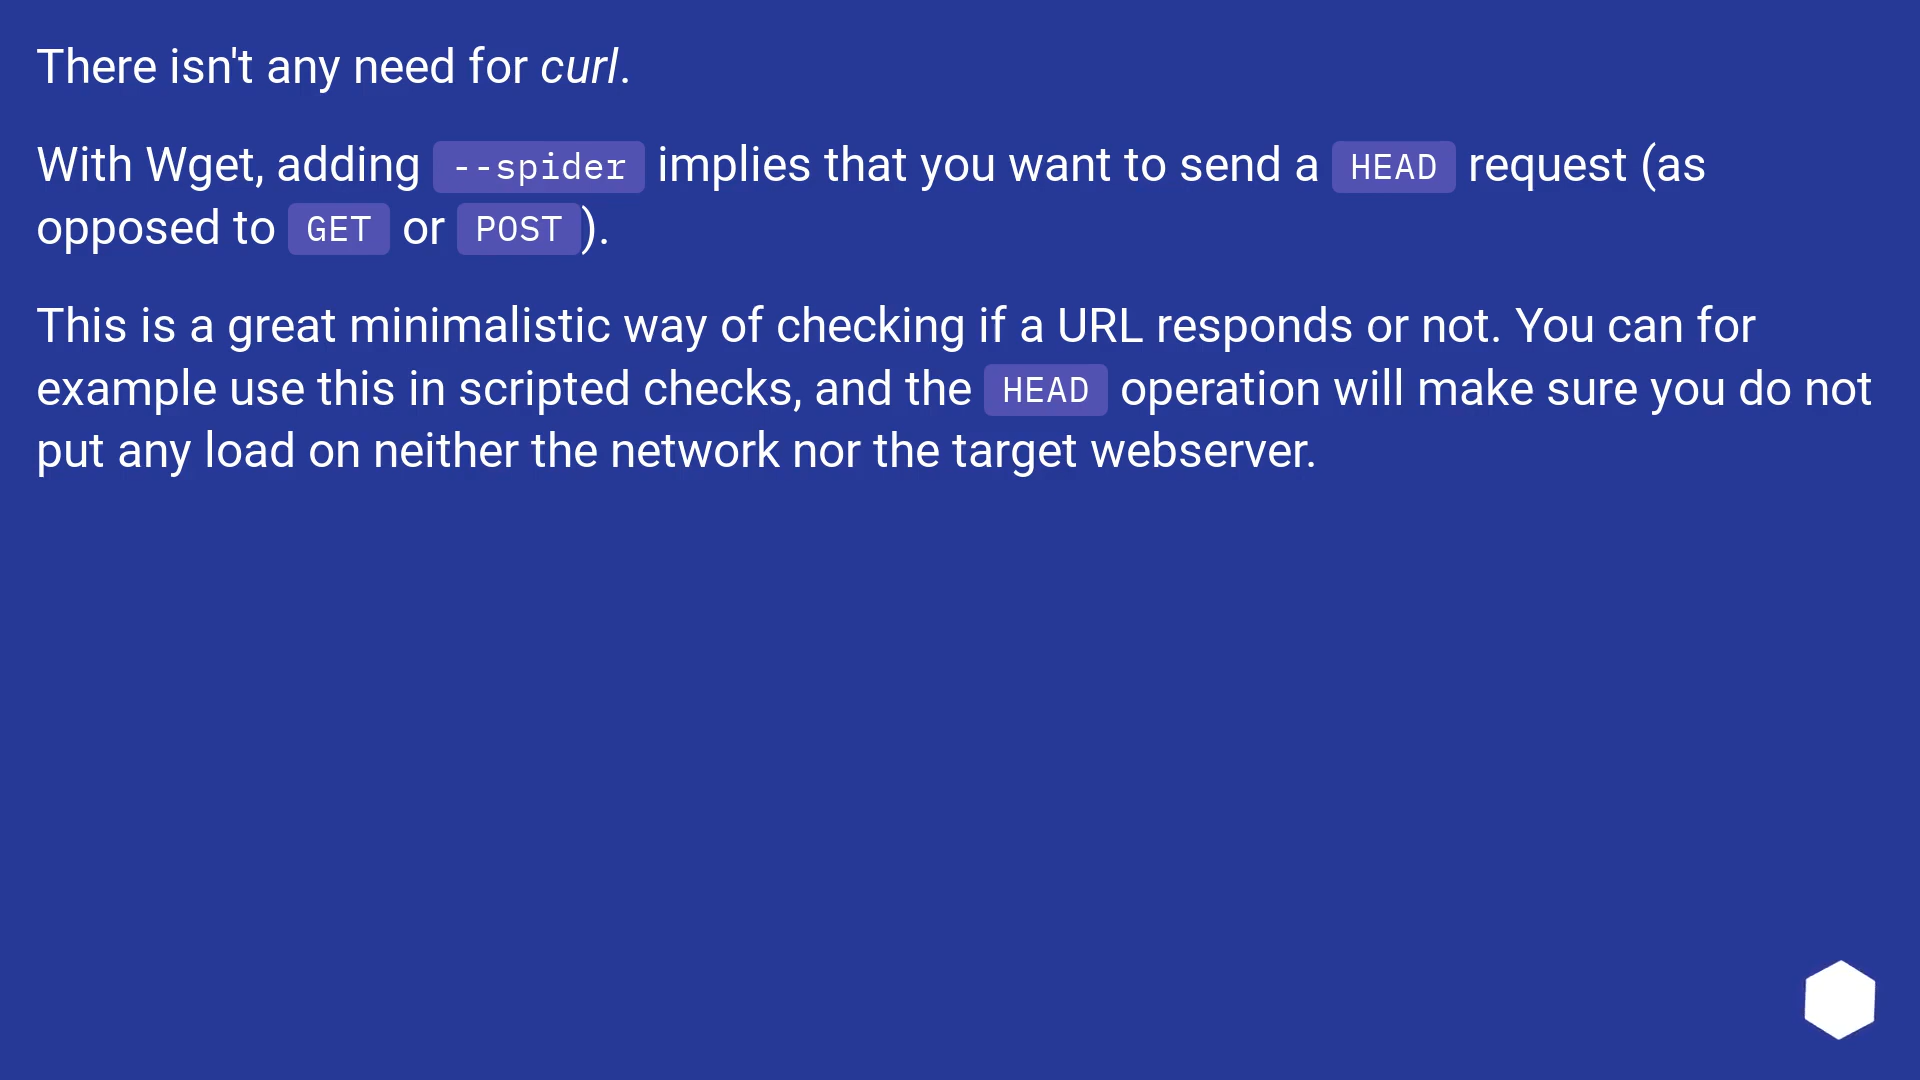 There isn't any need for curl.
With Wget, adding --spider implies that you want to send a HEAD request (as
opposed to GET or POST).
This is a great minimalistic way of checking if a URL responds or not. You can for
example use this in scripted checks, and the HEAD operation will make sure you do not
put any load on neither the network nor the target webserver.